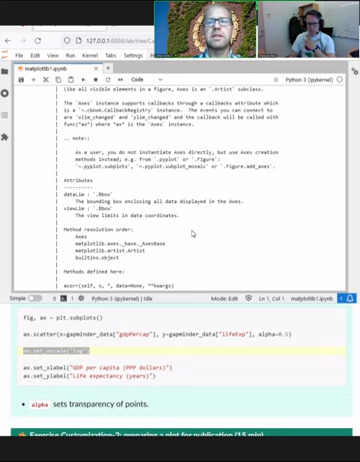 127.0.0.1:8888/lab/tree/Ca
File Edit View Run Kernel Tabs Settings Help
matplotlib1.ipynb
Code
Python 3 (ipykernel)
Like all visible elements in a figure, Axes is an `.Artist` subclass.
The `Axes` instance supports callbacks through a callbacks attribute which
is a `~.cbook.CallbackRegistry` instance. The events you can connect to
are 'xlim_changed' and 'ylim_changed' and the callback will be called with
func(*ax*) where *ax* is the `Axes` instance.
.. note::
As a user, you do not instantiate Axes directly, but use Axes creation
methods instead; e.g. from `.pyplot` or `.Figure`:
`~.pyplot.subplots`, `~.pyplot.subplot_mosaic` or `.Figure.add_axes`.
Attributes
----------
dataLim : `.Bbox`
The bounding box enclosing all data displayed in the Axes.
viewLim : `.Bbox`
The view limits in data coordinates.
Method resolution order:
Axes
matplotlib.axes._base._AxesBase
matplotlib.artist.Artist
builtins.object
Methods defined here:
acorr(self, x, *, data=None, **kwargs)
Simple
0
1
Python 3 (ipykernel) | Idle
Mode: Edit
Ln 1, Col 1
matplotlib1.ipynb
fig, ax = plt.subplots()
ax.scatter(x=gapminder_data["gdpPercap"], y=gapminder_data["lifeExp"], alpha=0.5)
ax.set_xscale("log")
ax.set_xlabel("GDP per capita (PPP dollars)")
ax.set_ylabel("Life expectancy (years)")
• alpha sets transparency of points.
Exercise Customization-2: preparing a plot for publication (15 min)